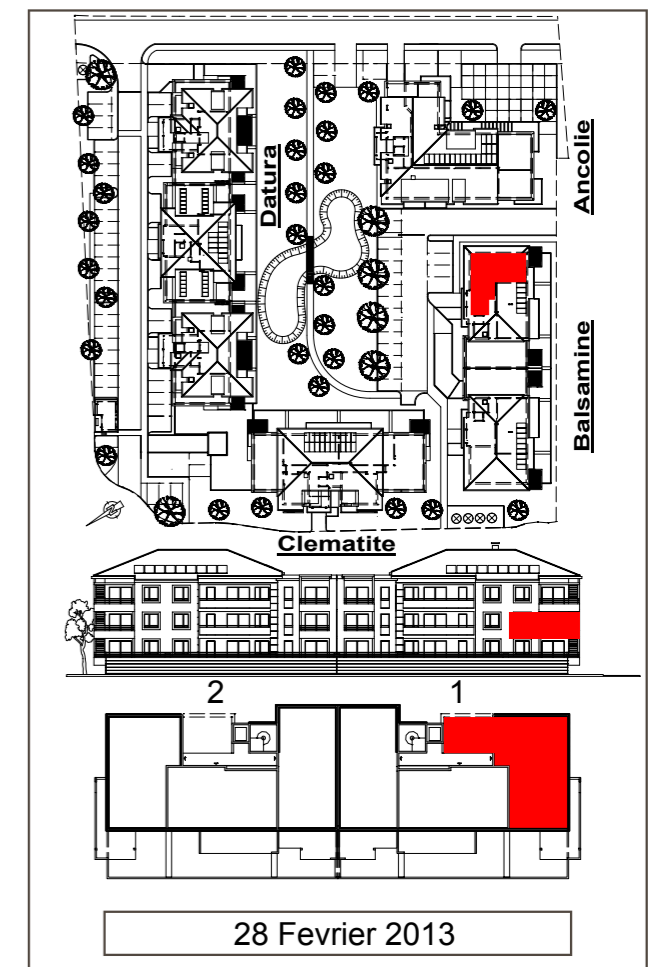 Datura
Ancolie
Balsamine
Clematite
2 1
28 Fevrier 2013